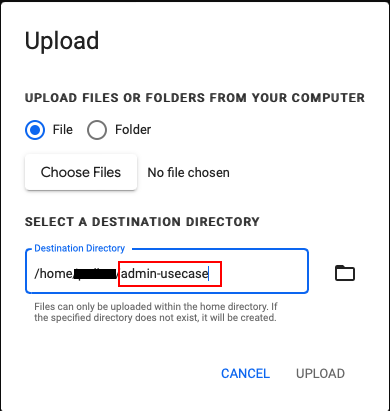 Upload
UPLOAD FILES OR FOLDERS FROM YOUR COMPUTER
File Folder
Choose Files No file chosen
SELECT A DESTINATION DIRECTORY
Destination Directory
/home/ /admin-usecase
Files can only be uploaded within the home directory. If
the specified directory does not exist, it will be created.
CANCEL UPLOAD